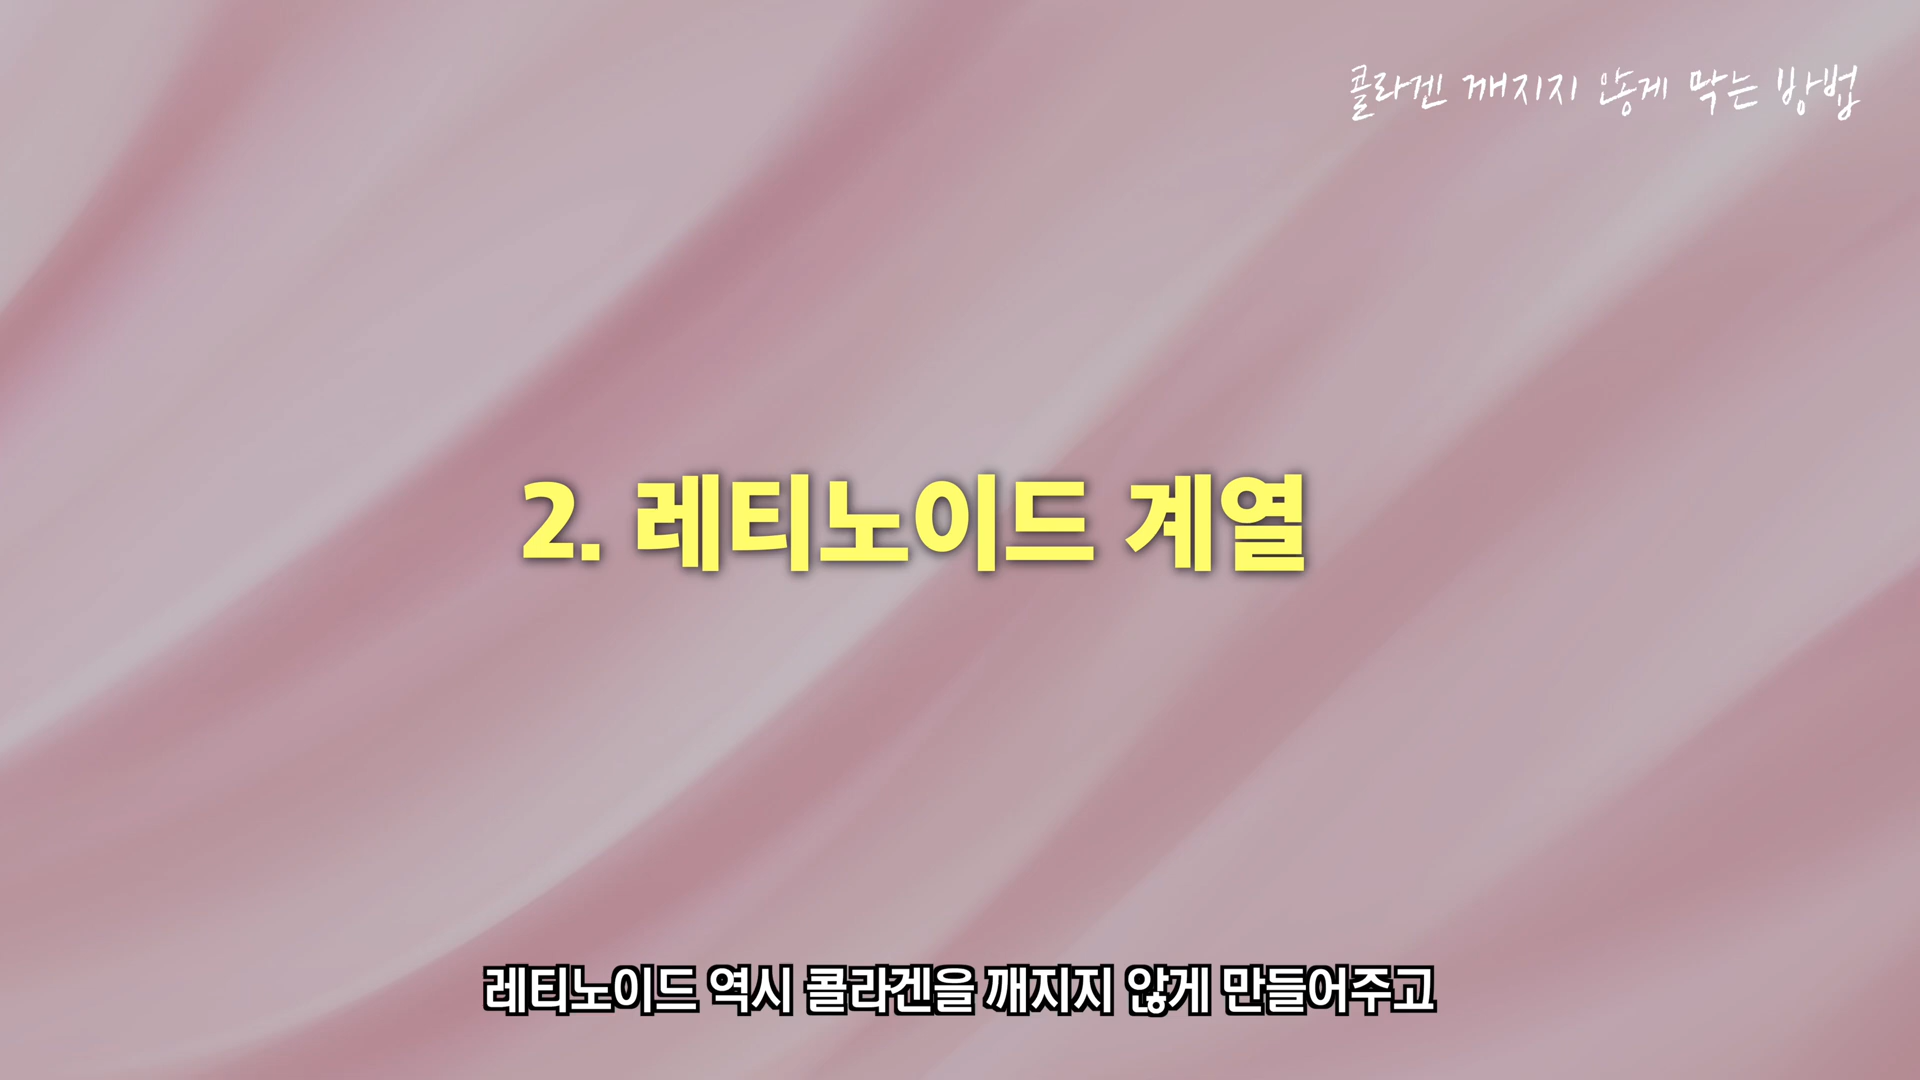 콜라겐 깨지지 않게 막는 방법
2. 레티노이드 계열
레티노이드 역시 콜라겐을 깨지지 않게 만들어주고